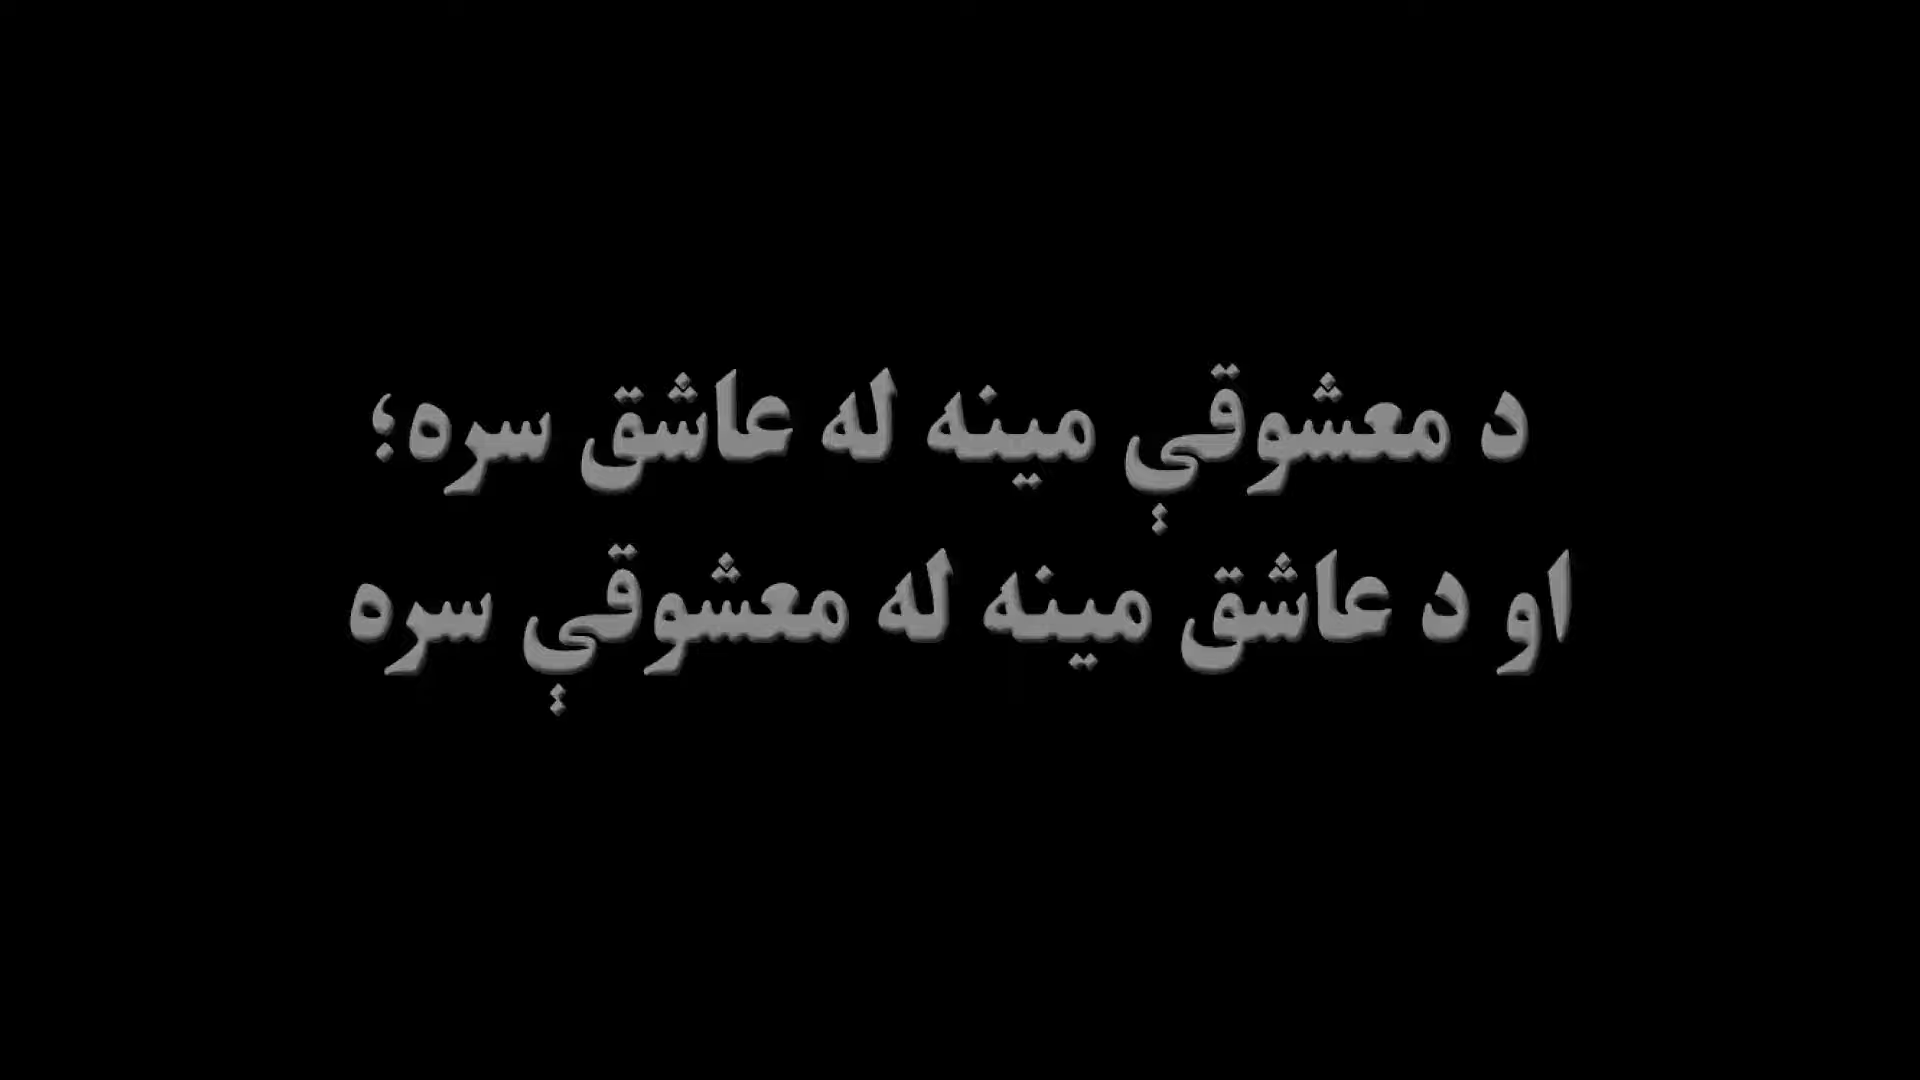 د معشوقې مينه له عاشق سره؛
او د عاشق مينه له معشوقې سره